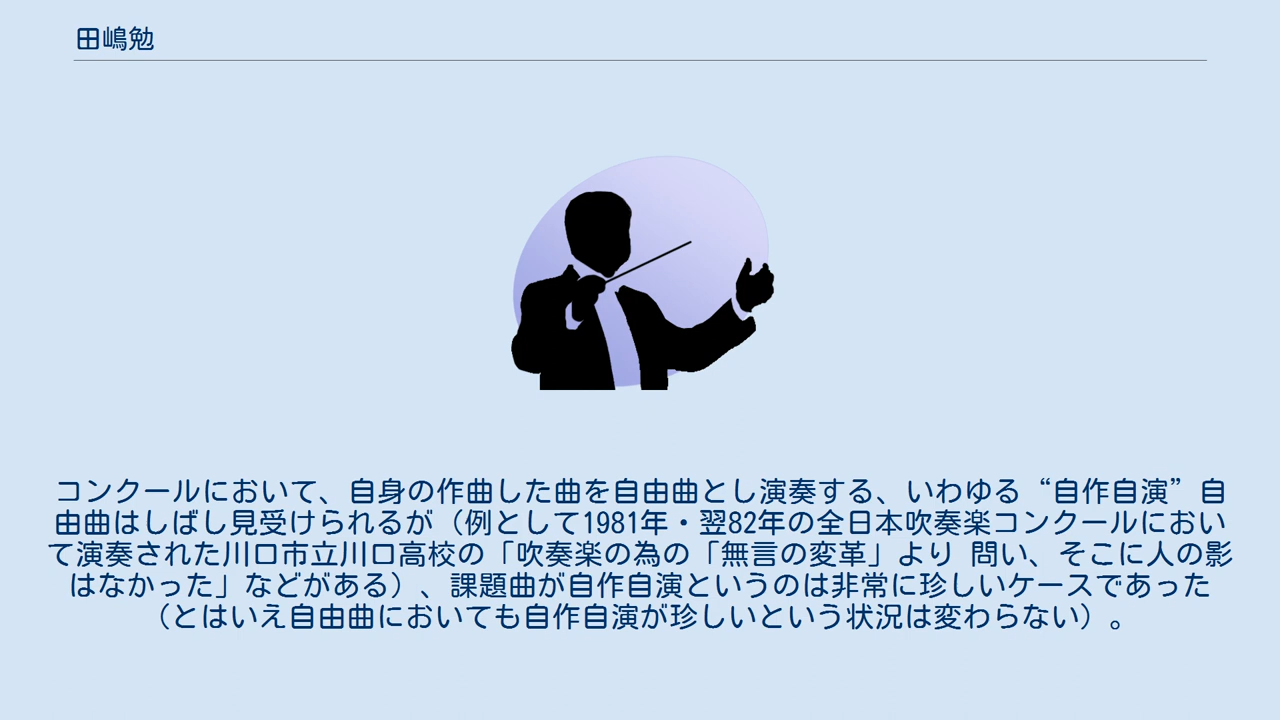 田嶋勉
コンクールにおいて、自身の作曲した曲を自由曲とし演奏する、いわゆる“自作自演”自
由曲はしばし見受けられるが（例として1981年・翌82年の全日本吹奏楽コンクールにおい
て演奏された川口市立川口高校の「吹奏楽の為の「無言の変革」より 問い、そこに人の影
はなかった」などがある）、課題曲が自作自演というのは非常に珍しいケースであった
（とはいえ自由曲においても自作自演が珍しいという状況は変わらない）。